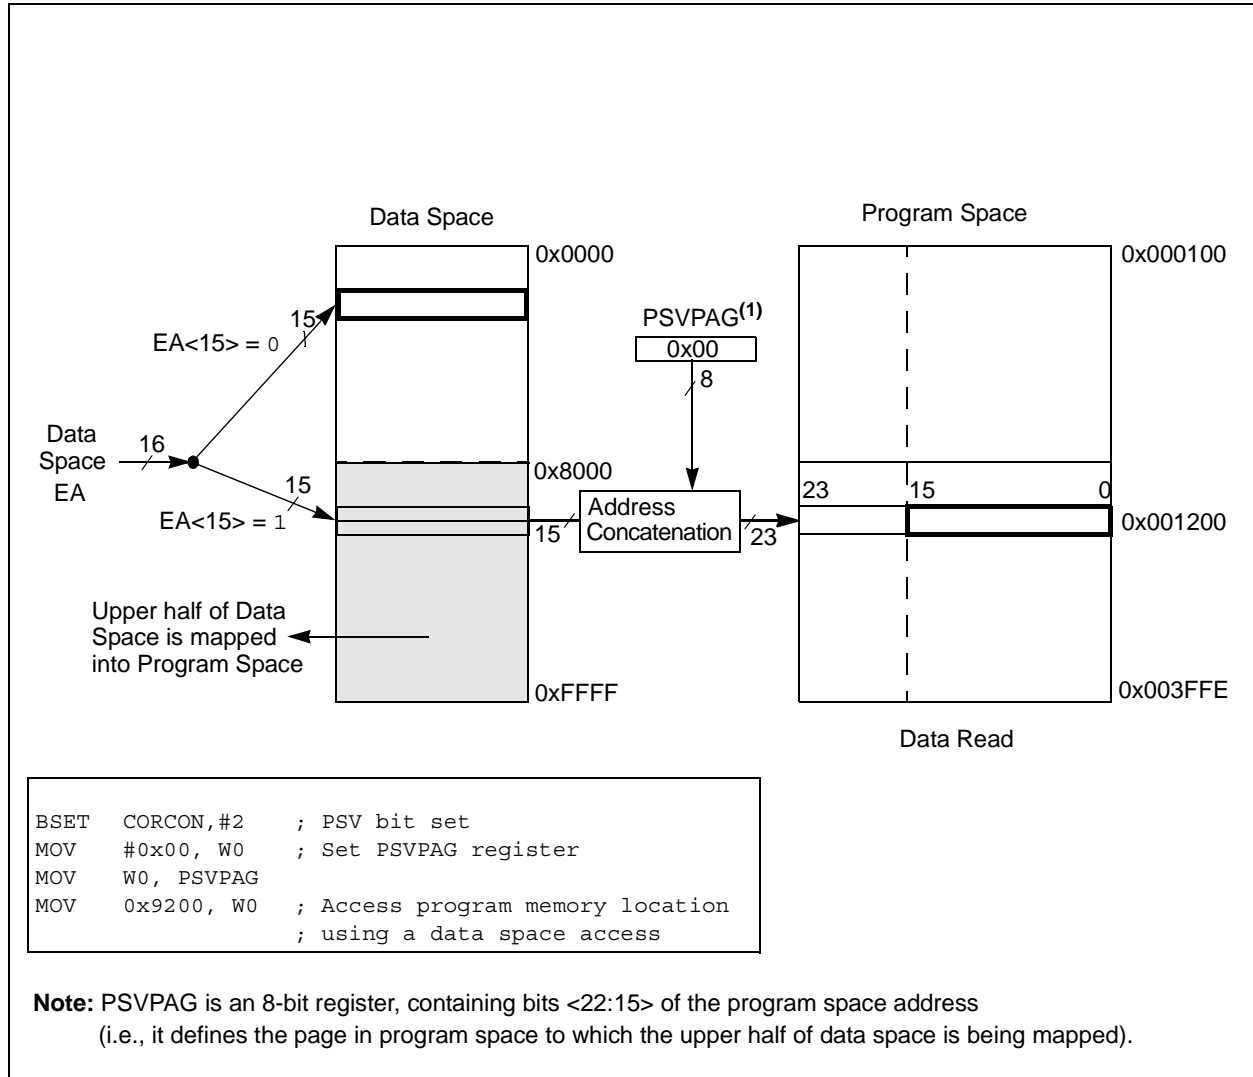 Data Space
Program Space
0x0000
0x000100
15
EA<15> = 0
PSVPAG(1)
0x00
8
Data
Space
EA
16
0x8000
15
EA<15> = 1
15
Address
Concatenation
23
23
15
0
0x001200
Upper half of Data
Space is mapped
into Program Space
0xFFFF
0x003FFE
Data Read
BSET CORCON,#2 ; PSV bit set
MOV #0x00, W0 ; Set PSVPAG register
MOV W0, PSVPAG
MOV 0x9200, W0 ; Access program memory location
; using a data space access
Note: PSVPAG is an 8-bit register, containing bits <22:15> of the program space address
(i.e., it defines the page in program space to which the upper half of data space is being mapped).